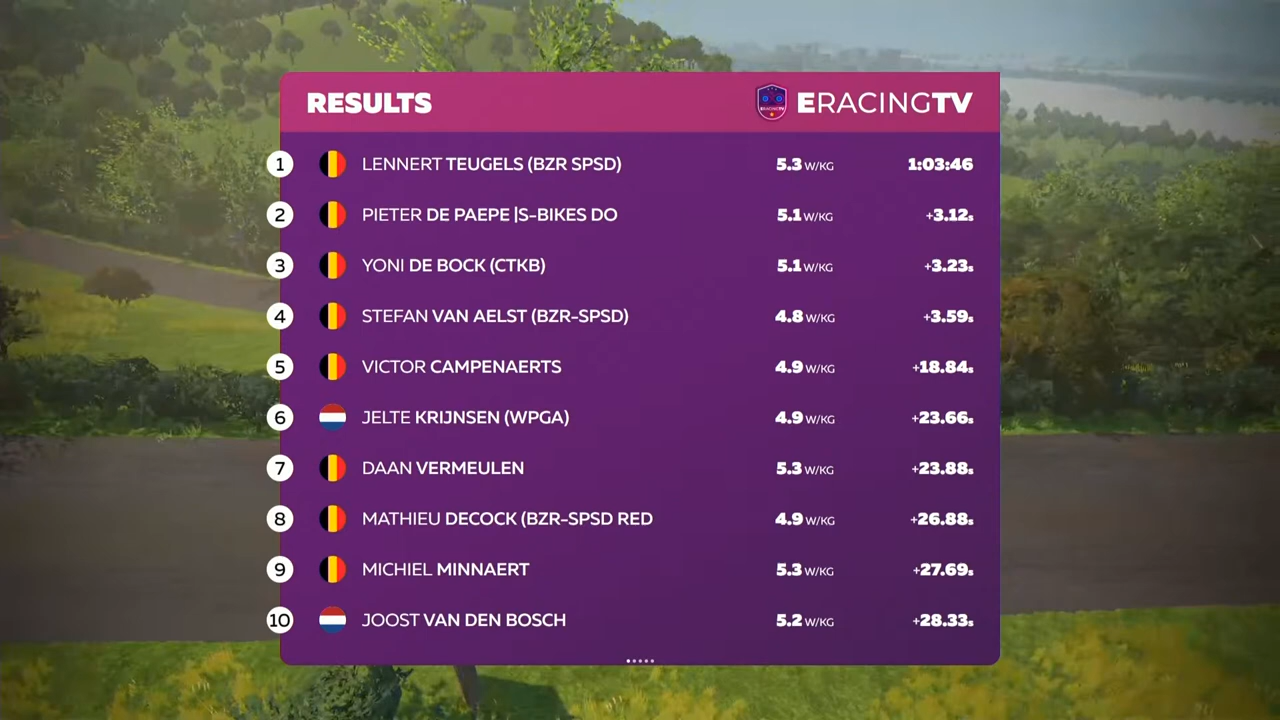 RESULTS ERACINGTV
1 LENNERT TEUGELS (BZR SPSD) 5.3 W/KG 1:03:46
2 PIETER DE PAEPE |S-BIKES DO 5.1 W/KG +3.12s
3 YONI DE BOCK (CTKB) 5.1 W/KG +3.23s
4 STEFAN VAN AELST (BZR-SPSD) 4.8 W/KG +3.59s
5 VICTOR CAMPENAERTS 4.9 W/KG +18.84s
6 JELTE KRIJNSEN (WPGA) 4.9 W/KG +23.66s
7 DAAN VERMEULEN 5.3 W/KG +23.88s
8 MATHIEU DECOCK (BZR-SPSD RED 4.9 W/KG +26.88s
9 MICHIEL MINNAERT 5.3 W/KG +27.69s
10 JOOST VAN DEN BOSCH 5.2 W/KG +28.33s